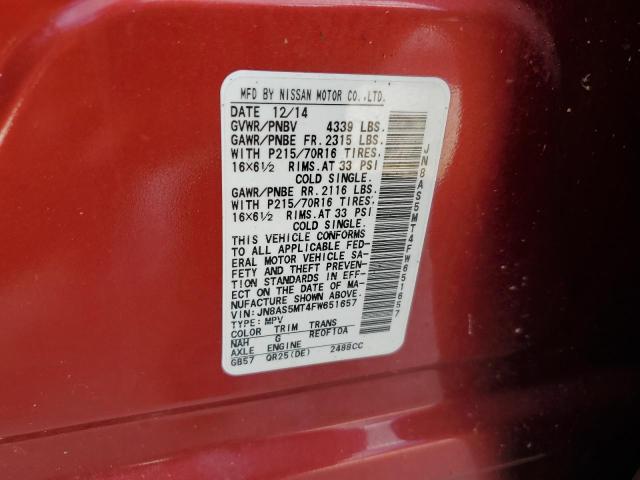 MFD BY NISSAN MOTOR CO.,LTD.
DATE 12/14
GVWR/PNBV 4339 LBS.
GAWR/PNBE FR. 2315 LBS.
WITH P215/70R16 TIRES,
16×6½ RIMS.AT 33 PSI
COLD SINGLE.
GAWR/PNBE RR. 2116 LBS.
WITH P215/70R16 TIRES,
16×6½ RIMS.AT 33 PSI
COLD SINGLE.
THIS VEHICLE CONFORMS
TO ALL APPLICABLE FED-
ERAL MOTOR VEHICLE SA-
FETY AND THEFT PREVEN-
TION STANDARDS IN EFF-
ECT ON THE DATE OF MA-
NUFACTURE SHOWN ABOVE.
VIN:JN8AS5MT4FW651657
TYPE:MPV
COLOR TRIM TRANS
NAH G RE0F10A
AXLE ENGINE
GB57 QR25(DE) 2488CC
JN8AS5MT4FW651657